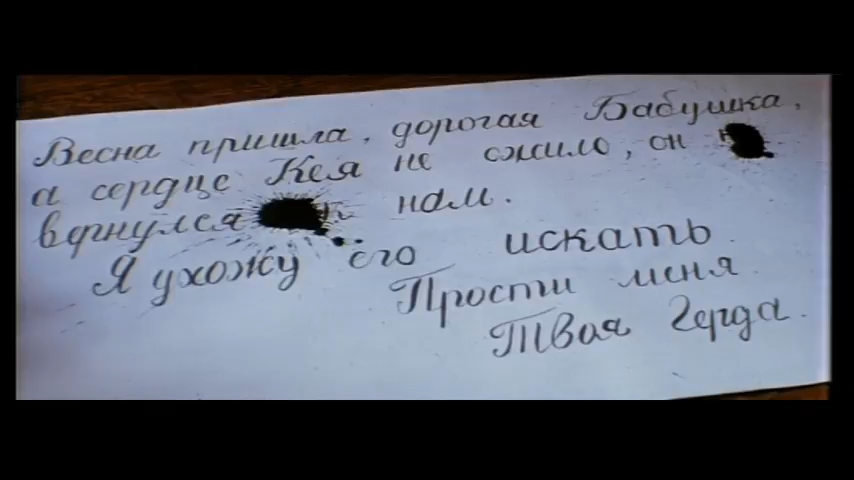 Весна пришла, дорогая Бабушка,
а сердце Кея не ожило, он
вернулся нам.
Я ухожу его искать
Прости меня
Твоя Герда.